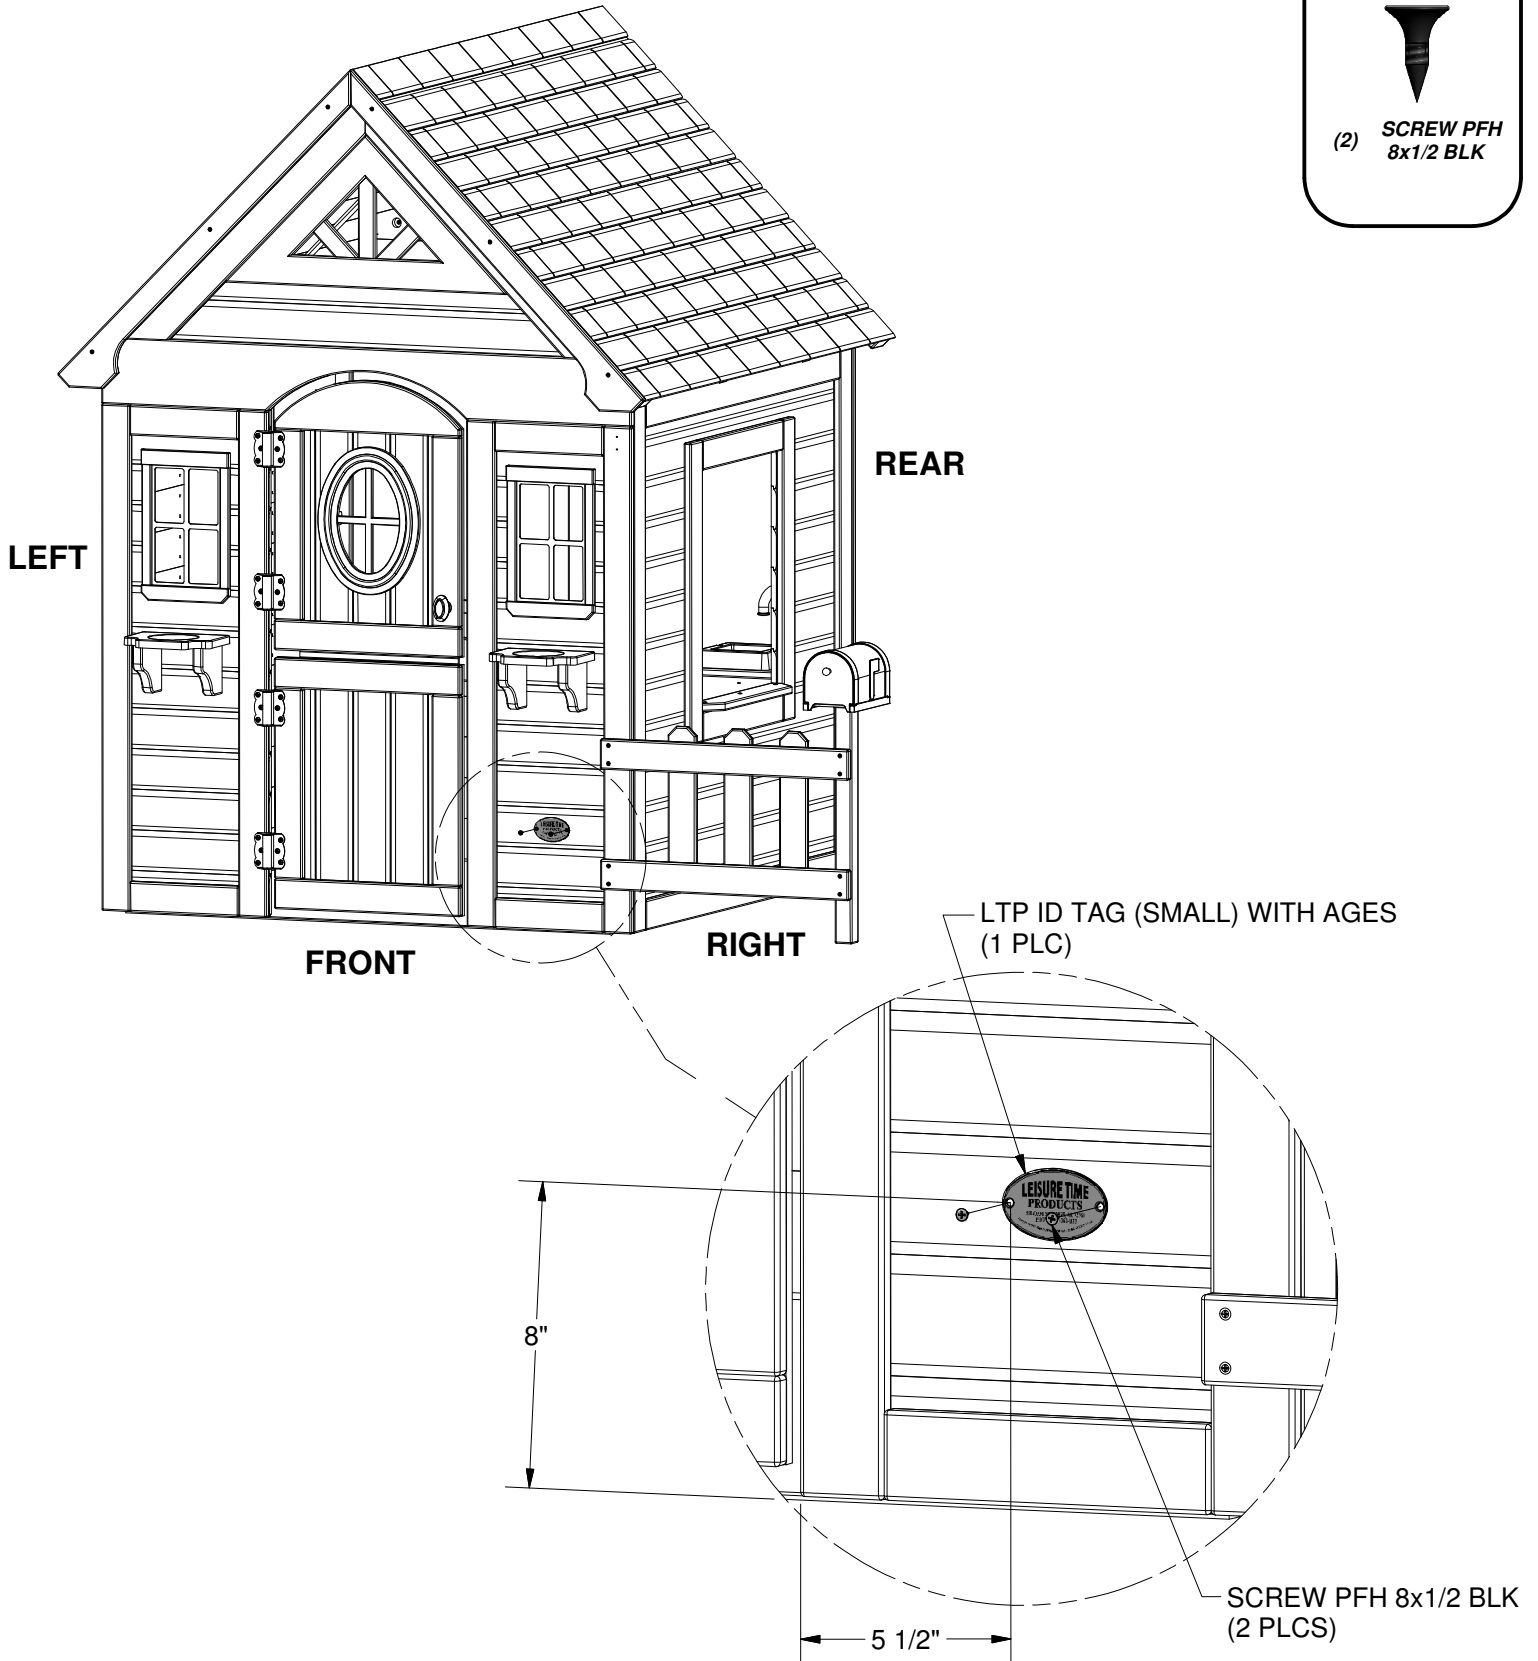 (2) SCREW PFH
8x1/2 BLK
REAR
LEFT
FRONT
RIGHT
LTP ID TAG (SMALL) WITH AGES
(1 PLC)
LEISURE TIME
PRODUCTS
8"
SCREW PFH 8x1/2 BLK
(2 PLCS)
5 1/2"